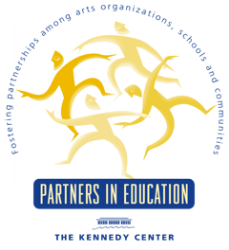 Fostering partnerships among arts organizations, schools and communities
PARTNERS IN EDUCATION
THE KENNEDY CENTER